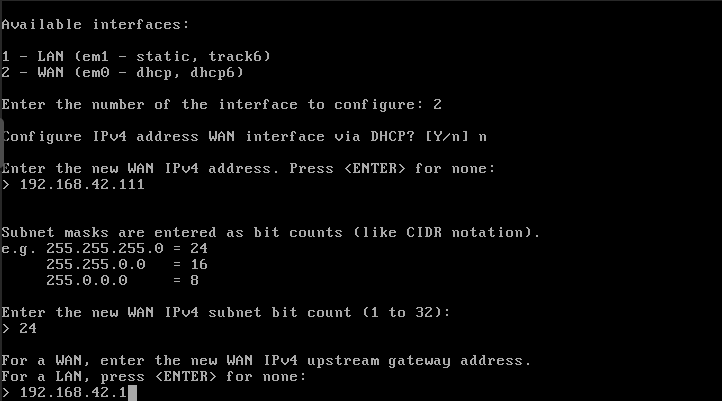 Available interfaces:
1 - LAN (em1 - static, track6)
2 - WAN (em0 - dhcp, dhcp6)
Enter the number of the interface to configure: 2
Configure IPv4 address WAN interface via DHCP? [Y/n] n
Enter the new WAN IPv4 address. Press <ENTER> for none:
> 192.168.42.111
Subnet masks are entered as bit counts (like CIDR notation).
e.g. 255.255.255.0 = 24
     255.255.0.0   = 16
     255.0.0.0     = 8
Enter the new WAN IPv4 subnet bit count (1 to 32):
> 24
For a WAN, enter the new WAN IPv4 upstream gateway address.
For a LAN, press <ENTER> for none:
> 192.168.42.1